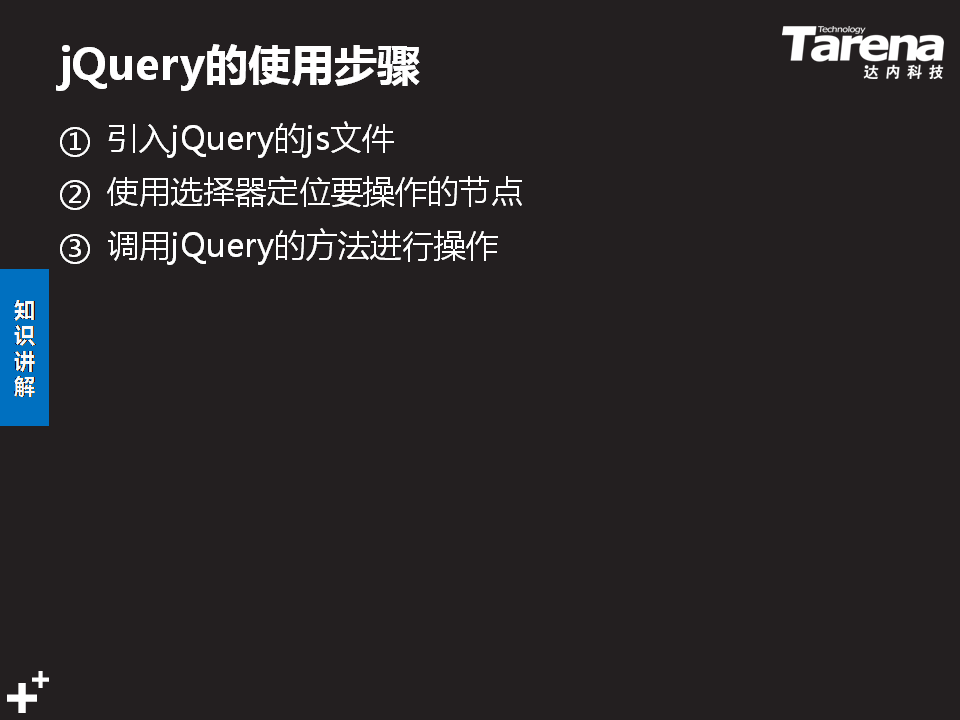 jQuery的使用步骤
Technology
Tarena
达内科技
① 引入jQuery的js文件
② 使用选择器定位要操作的节点
③ 调用jQuery的方法进行操作
知
识
讲
解